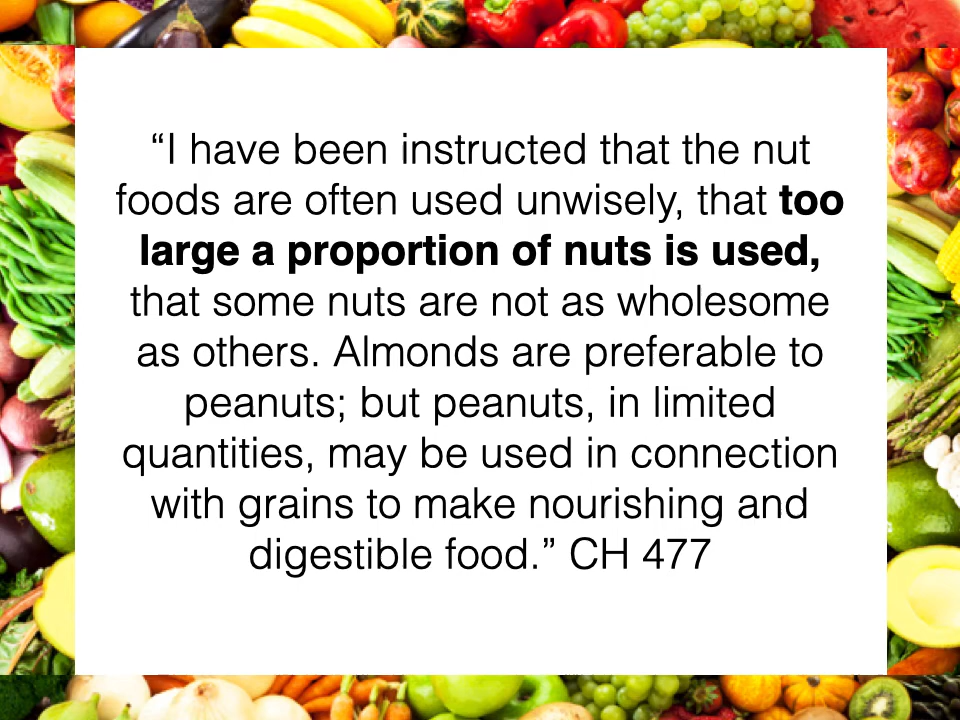 “I have been instructed that the nut
foods are often used unwisely, that too
large a proportion of nuts is used,
that some nuts are not as wholesome
as others. Almonds are preferable to
peanuts; but peanuts, in limited
quantities, may be used in connection
with grains to make nourishing and
digestible food.” CH 477